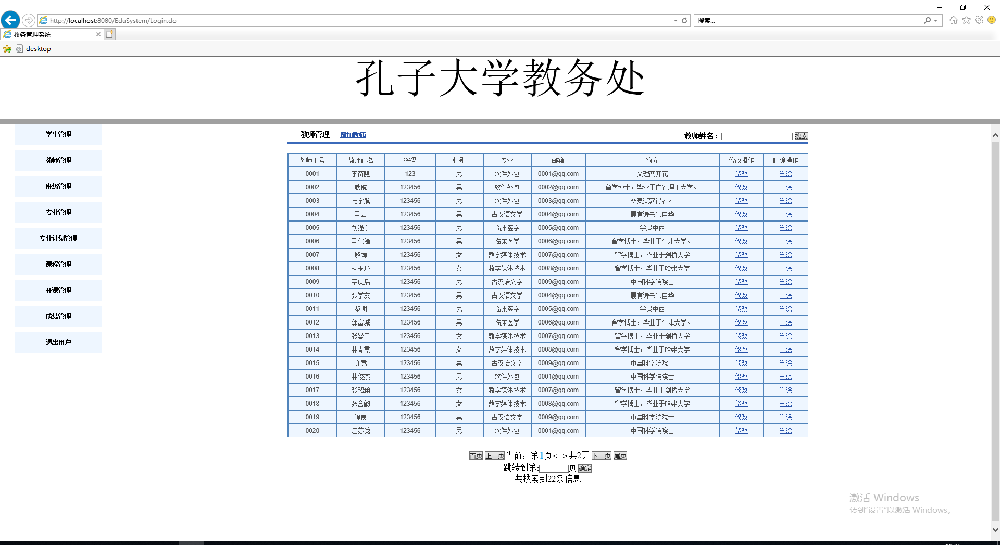 http://localhost:8080/EduSystem/Login.do 搜索...
教务管理系统
desktop
孔子大学教务处
学生管理
教师管理
班级管理
专业管理
专业计划管理
课程管理
开课管理
成绩管理
退出用户
教师管理 增加教师 教师姓名： 搜索
教师工号 教师姓名 密码 性别 专业 邮箱 简介 修改操作 删除操作
0001 李商隐 123 男 软件外包 0001@qq.com 文理两开花 修改 删除
0002 耿航 123456 男 软件外包 0002@qq.com 留学博士，毕业于麻省理工大学。 修改 删除
0003 马宇航 123456 男 软件外包 0003@qq.com 图灵奖获得者。 修改 删除
0004 马云 123456 男 古汉语文学 0004@qq.com 腹有诗书气自华 修改 删除
0005 刘强东 123456 男 临床医学 0005@qq.com 学贯中西 修改 删除
0006 马化腾 123456 男 临床医学 0006@qq.com 留学博士，毕业于牛津大学。 修改 删除
0007 貂蝉 123456 女 数字媒体技术 0007@qq.com 留学博士，毕业于剑桥大学 修改 删除
0008 杨玉环 123456 女 数字媒体技术 0008@qq.com 留学博士，毕业于哈弗大学 修改 删除
0009 宗庆后 123456 男 古汉语文学 0009@qq.com 中国科学院院士 修改 删除
0010 张学友 123456 男 古汉语文学 0004@qq.com 腹有诗书气自华 修改 删除
0011 黎明 123456 男 临床医学 0005@qq.com 学贯中西 修改 删除
0012 郭富城 123456 男 临床医学 0006@qq.com 留学博士，毕业于牛津大学。 修改 删除
0013 张曼玉 123456 女 数字媒体技术 0007@qq.com 留学博士，毕业于剑桥大学 修改 删除
0014 林青霞 123456 女 数字媒体技术 0008@qq.com 留学博士，毕业于哈弗大学 修改 删除
0015 许嵩 123456 男 古汉语文学 0009@qq.com 中国科学院院士 修改 删除
0016 林俊杰 123456 男 软件外包 0001@qq.com 中国科学院院士 修改 删除
0017 张韶涵 123456 女 数字媒体技术 0007@qq.com 留学博士，毕业于剑桥大学 修改 删除
0018 张含韵 123456 女 数字媒体技术 0008@qq.com 留学博士，毕业于哈弗大学 修改 删除
0019 徐良 123456 男 古汉语文学 0009@qq.com 中国科学院院士 修改 删除
0020 汪苏泷 123456 男 软件外包 0001@qq.com 中国科学院院士 修改 删除
首页 上一页 当前：第1页<-->共2页 下一页 尾页
跳转到第:页 确定
共搜索到22条信息
激活 Windows
转到“设置”以激活 Windows。